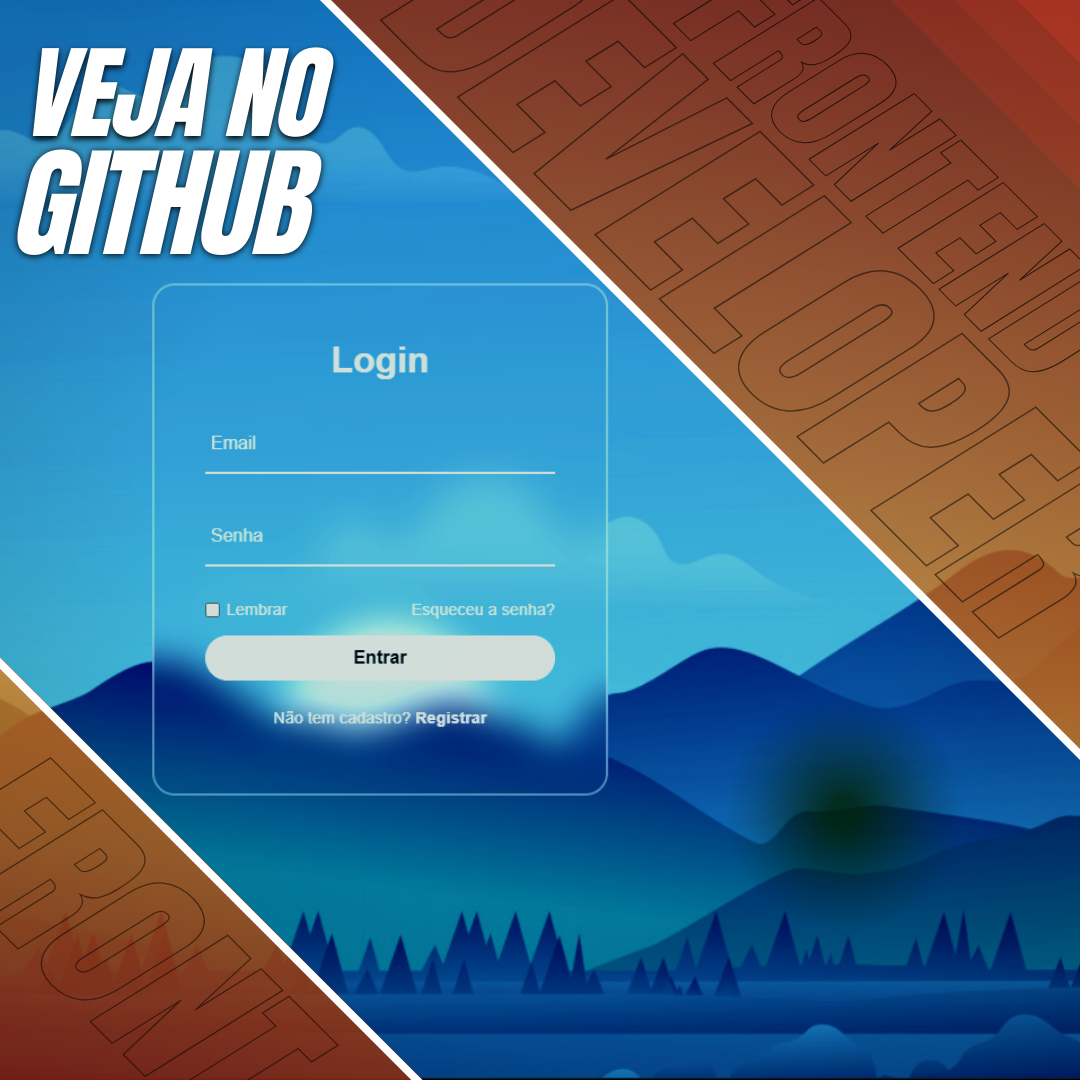 VEJA NO
GITHUB
FRONTEND
DEVELOPER
Login
Email
Senha
Lembrar
Esqueceu a senha?
Entrar
Não tem cadastro? Registrar
FRONT